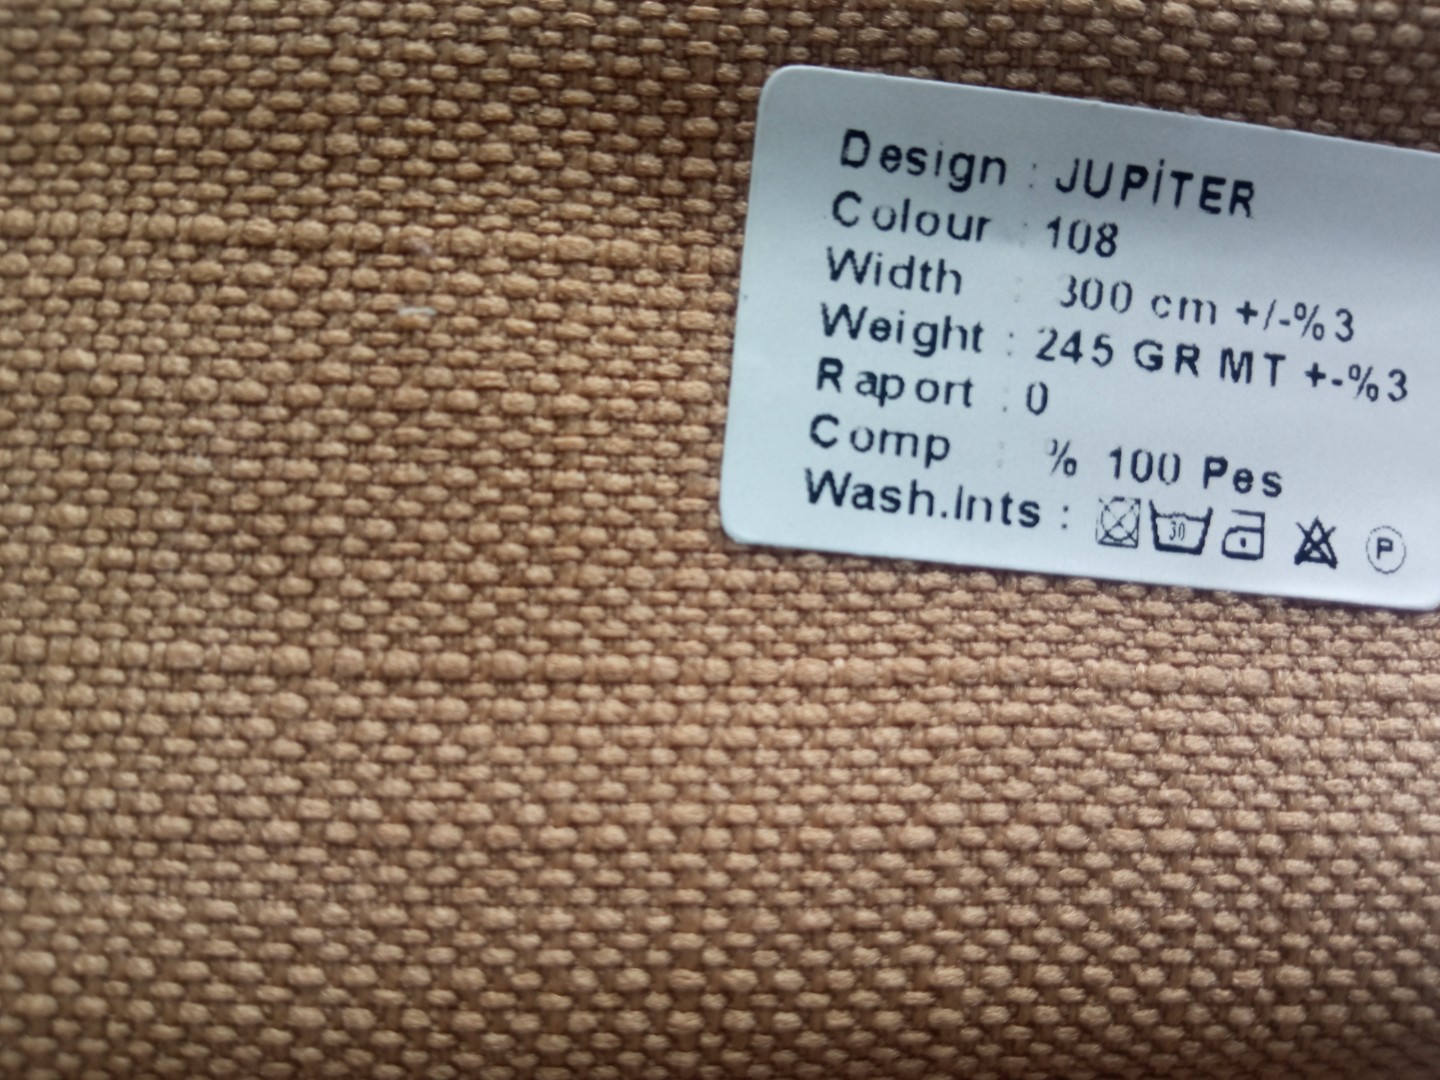 Design : JUPİTER
Colour : 108
Width : 300 cm +/-%3
Weight : 245 GR MT +-%3
Raport : 0
Comp : % 100 Pes
Wash.Ints : 30 P